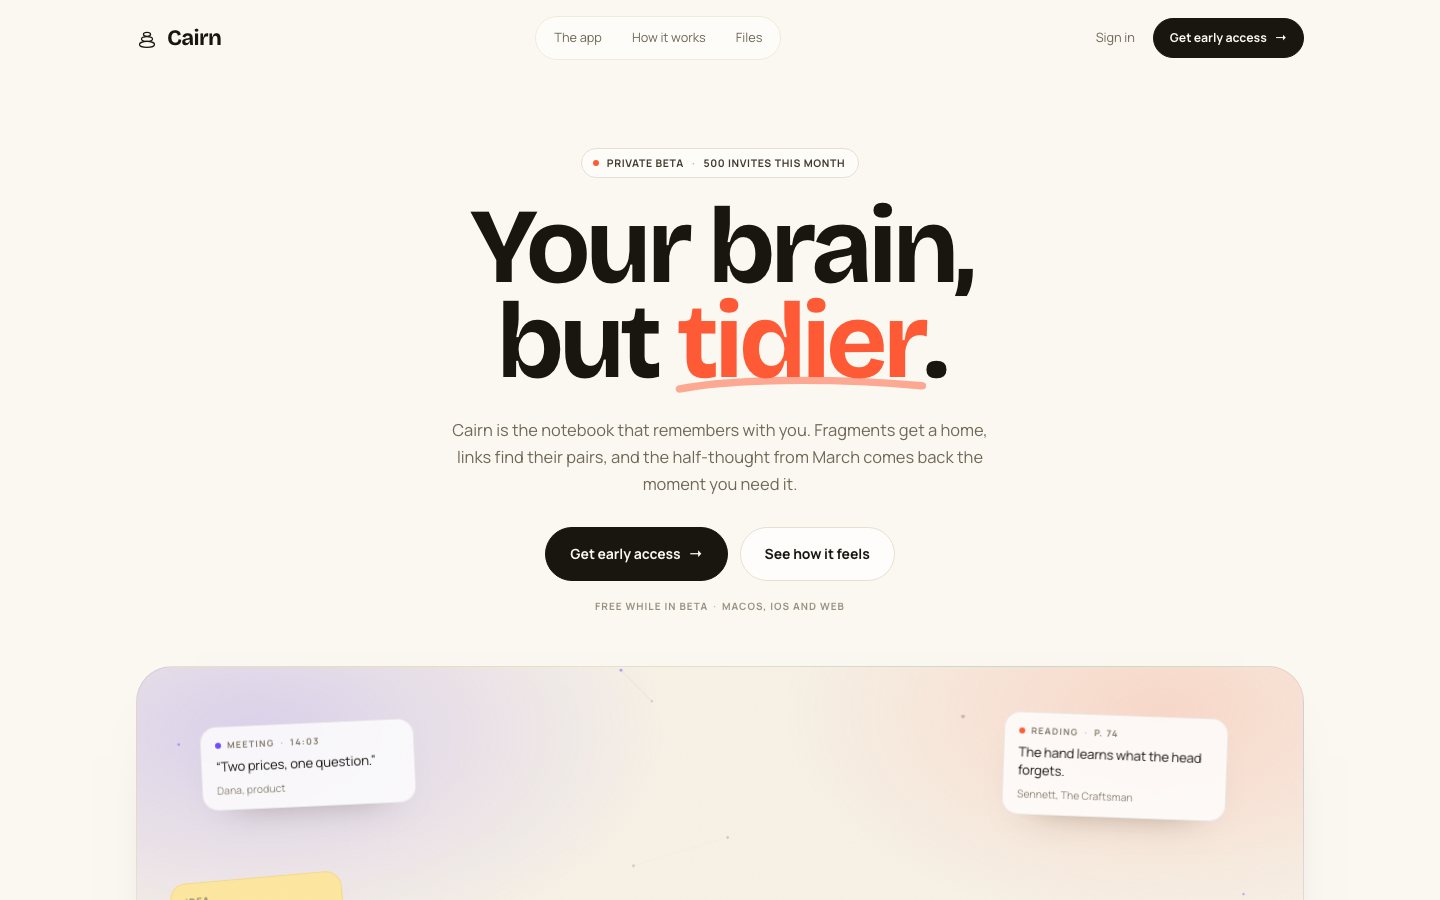 Cairn
The app
How it works
Files
Sign in
Get early access →
PRIVATE BETA · 500 INVITES THIS MONTH
Your brain,
but tidier.
Cairn is the notebook that remembers with you. Fragments get a home,
links find their pairs, and the half-thought from March comes back the
moment you need it.
Get early access →
See how it feels
FREE WHILE IN BETA · MACOS, IOS AND WEB
MEETING · 14:03
“Two prices, one question.”
Dana, product
READING · P. 74
The hand learns what the head
forgets.
Sennett, The Craftsman